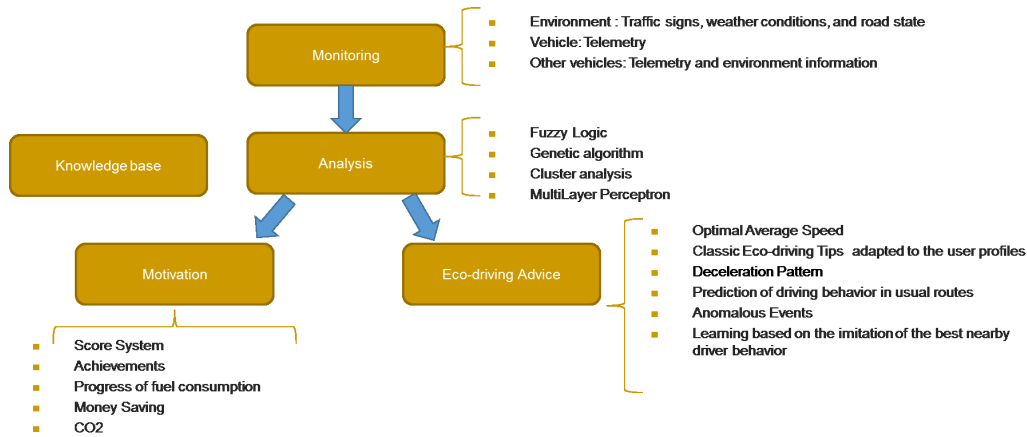 Monitoring
Environment : Traffic signs, weather conditions, and road state
Vehicle: Telemetry
Other vehicles: Telemetry and environment information
Knowledge base
Analysis
Fuzzy Logic
Genetic algorithm
Cluster analysis
MultiLayer Perceptron
Motivation
Eco-driving Advice
Optimal Average Speed
Classic Eco-driving Tips adapted to the user profiles
Deceleration Pattern
Prediction of driving behavior in usual routes
Anomalous Events
Learning based on the imitation of the best nearby
driver behavior
Score System
Achievements
Progress of fuel consumption
Money Saving
CO2